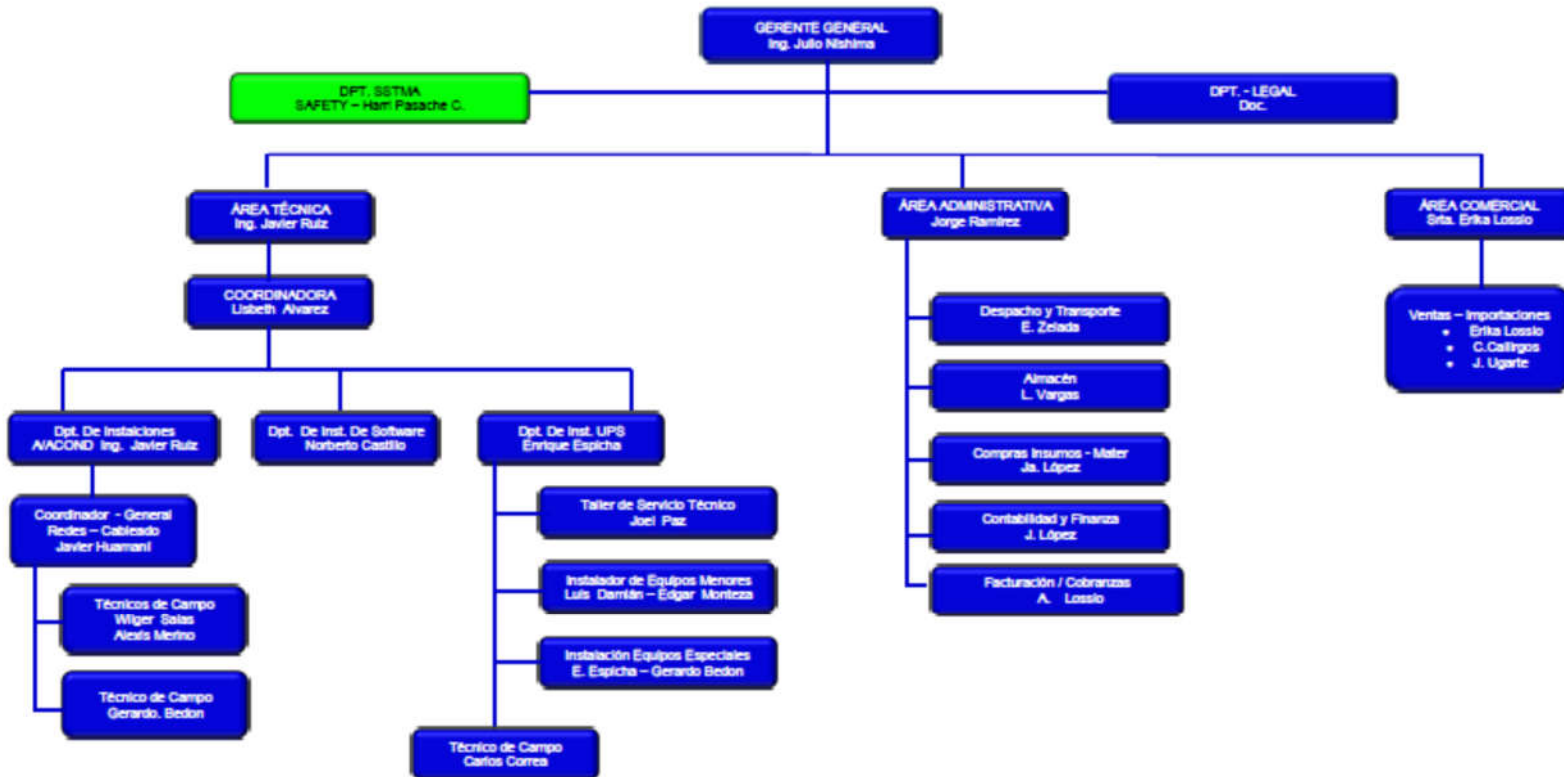 GERENTE GENERAL
Ing. Julio Nishima
DPT. SSTMA
SAFETY – Harri Pasache C.
DPT. - LEGAL
Doc.
ÁREA TÉCNICA
Ing. Javier Ruiz
ÁREA ADMINISTRATIVA
Jorge Ramírez
ÁREA COMERCIAL
Srta. Erika Lossio
COORDINADORA
Lisbeth Alvarez
Despacho y Transporte
E. Zelada
Ventas – Importaciones
• Erika Lossio
• C.Callirgos
• J. Ugarte
Almacén
L. Vargas
Dpt. De Instalciones
A/ACOND Ing. Javier Ruiz
Dpt. De Inst. De Software
Norberto Castillo
Dpt. De Inst. UPS
Enrique Espicha
Compras Insumos - Mater
Ja. López
Coordinador - General
Redes – Cableado
Javier Huamaní
Taller de Servicio Técnico
Joel Paz
Contabilidad y Finanza
J. López
Instalador de Equipos Menores
Luis Damián – Edgar Monteza
Facturación / Cobranzas
A. Lossio
Técnicos de Campo
Wilger Salas
Alexis Merino
Instalación Equipos Especiales
E. Espicha – Gerardo Bedon
Técnico de Campo
Gerardo. Bedon
Técnico de Campo
Carlos Correa